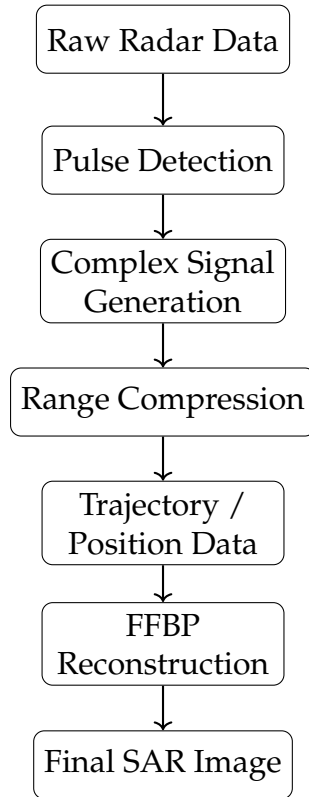 Raw Radar Data
Pulse Detection
Complex Signal
Generation
Range Compression
Trajectory /
Position Data
FFBP
Reconstruction
Final SAR Image